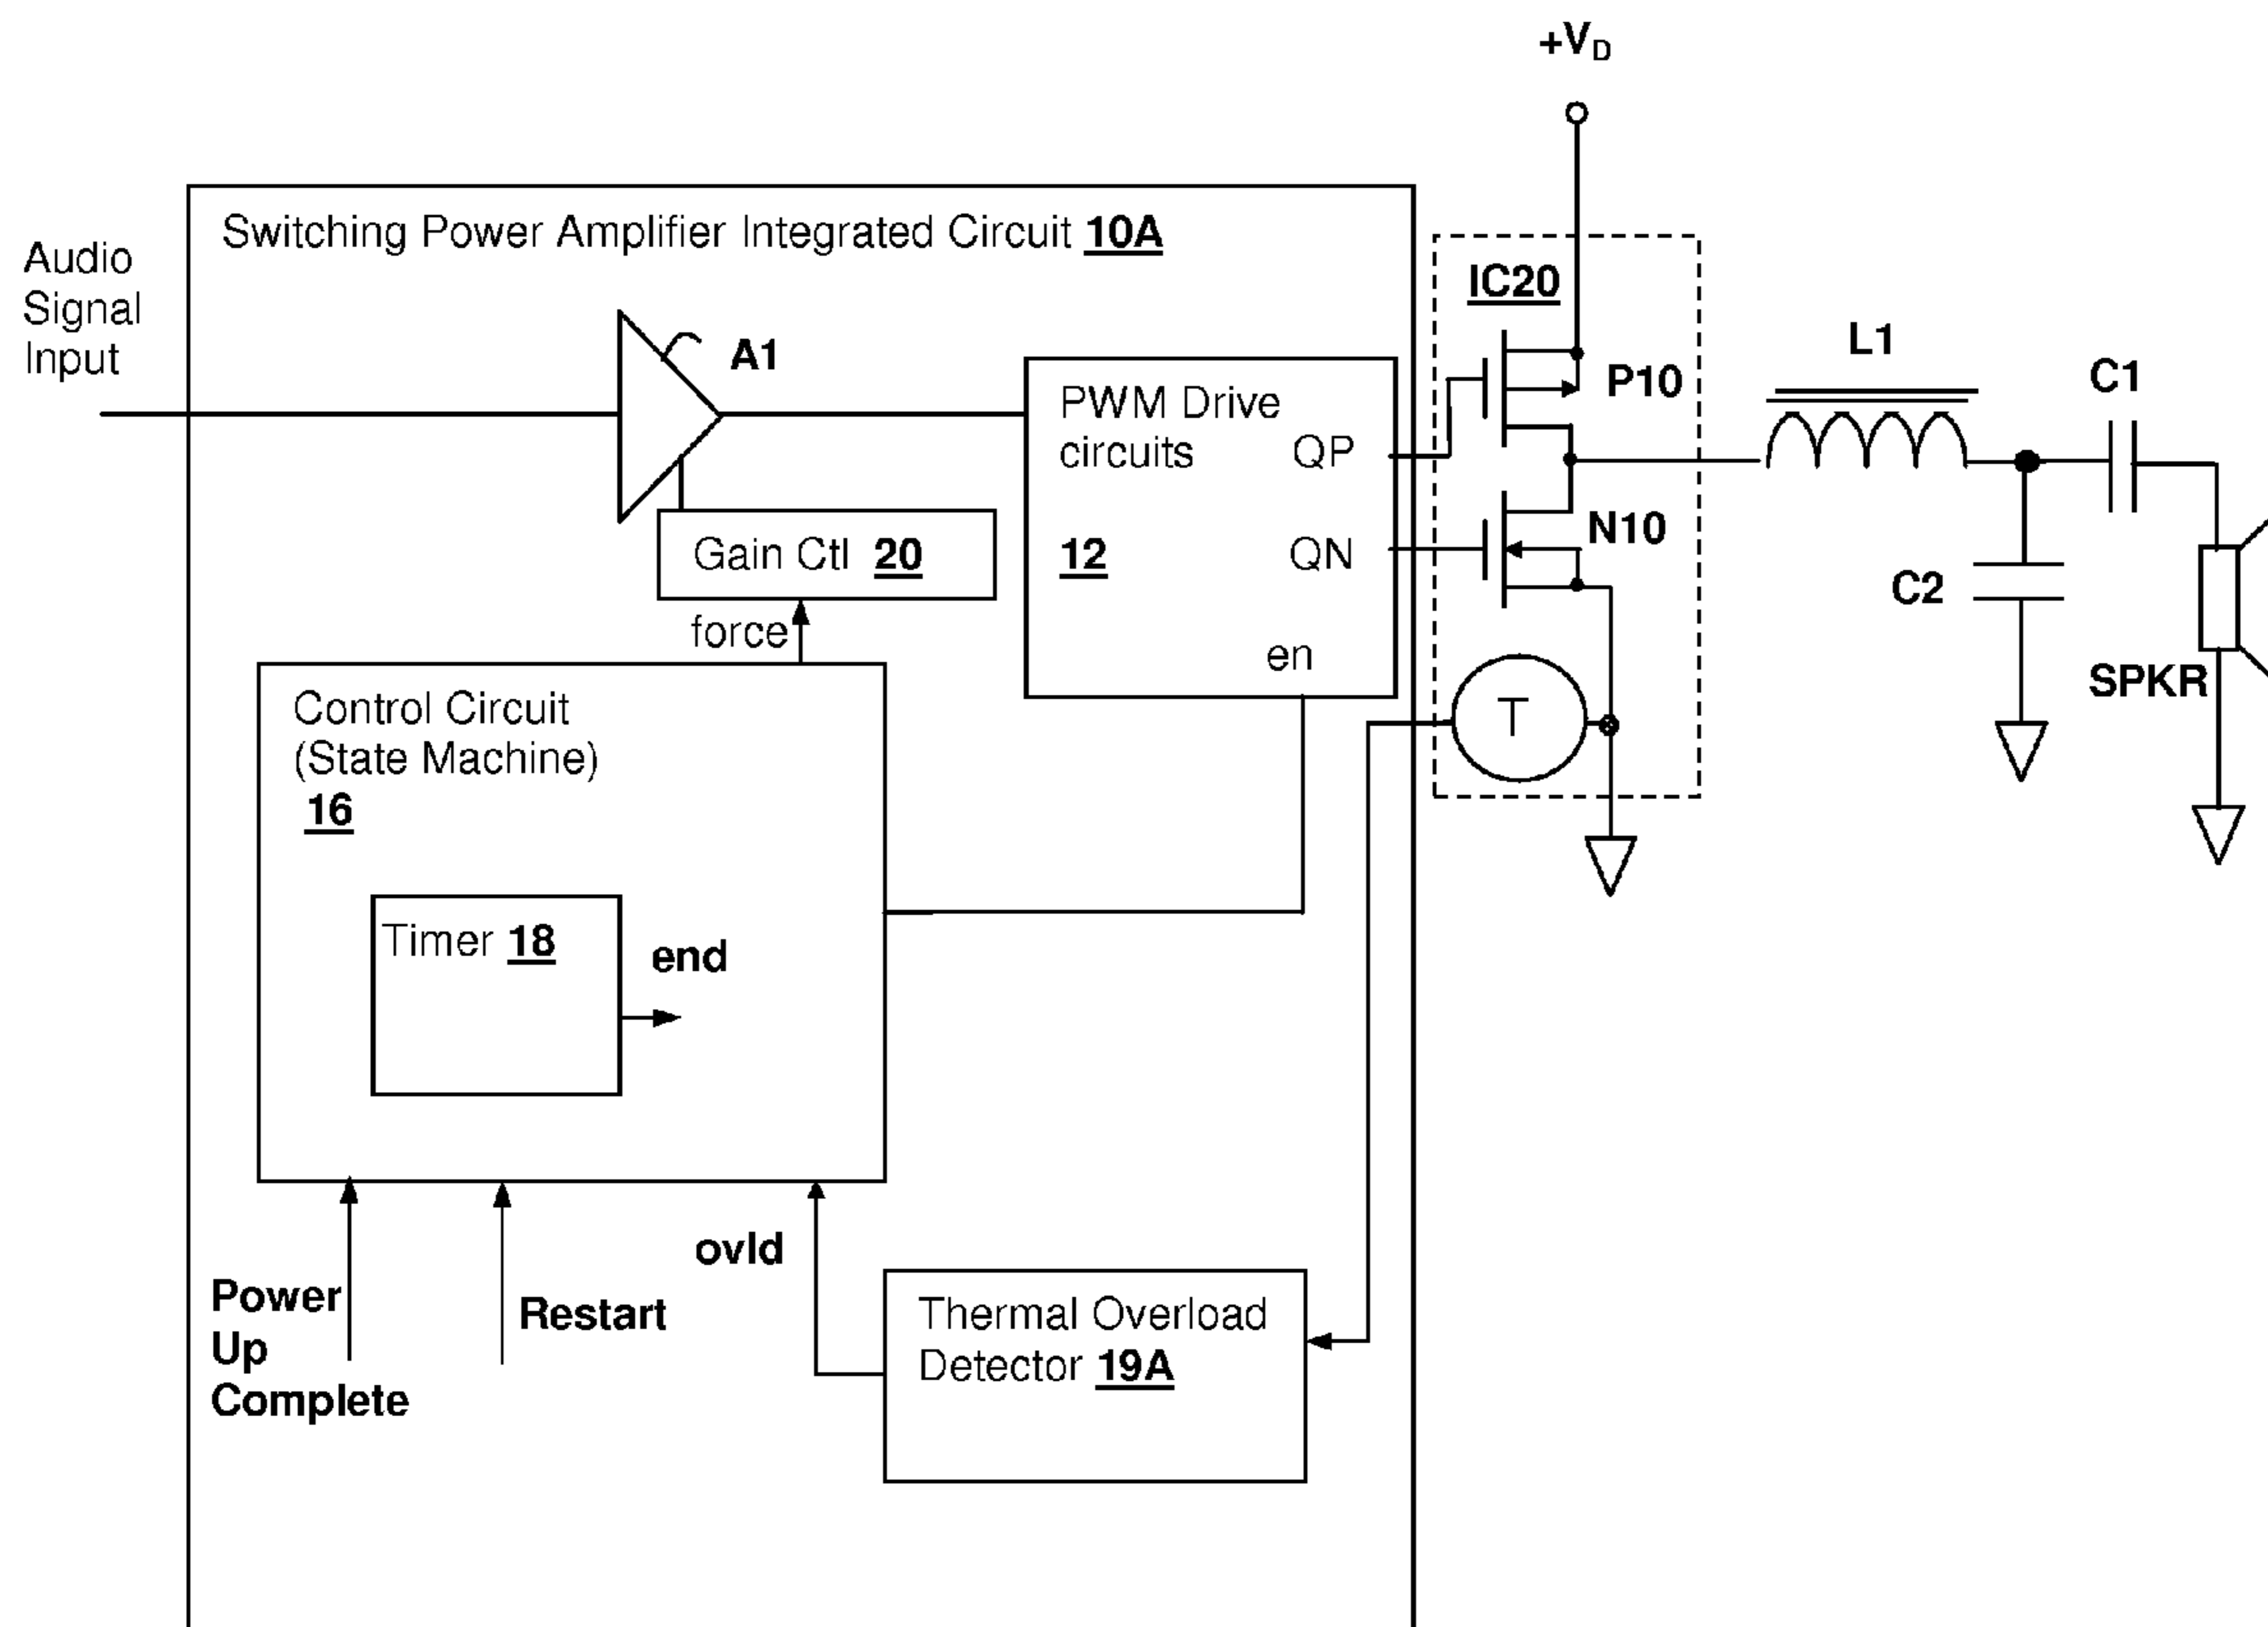 +VD
Switching Power Amplifier Integrated Circuit 10A
Audio
Signal
Input
IC20
A1
L1
P10
C1
PWM Drive
circuits
QP
12
QN
en
N10
Gain Ctl 20
force
C2
SPKR
T
Control Circuit
(State Machine)
16
Timer 18
end
ovld
Power
Up
Complete
Restart
Thermal Overload
Detector 19A